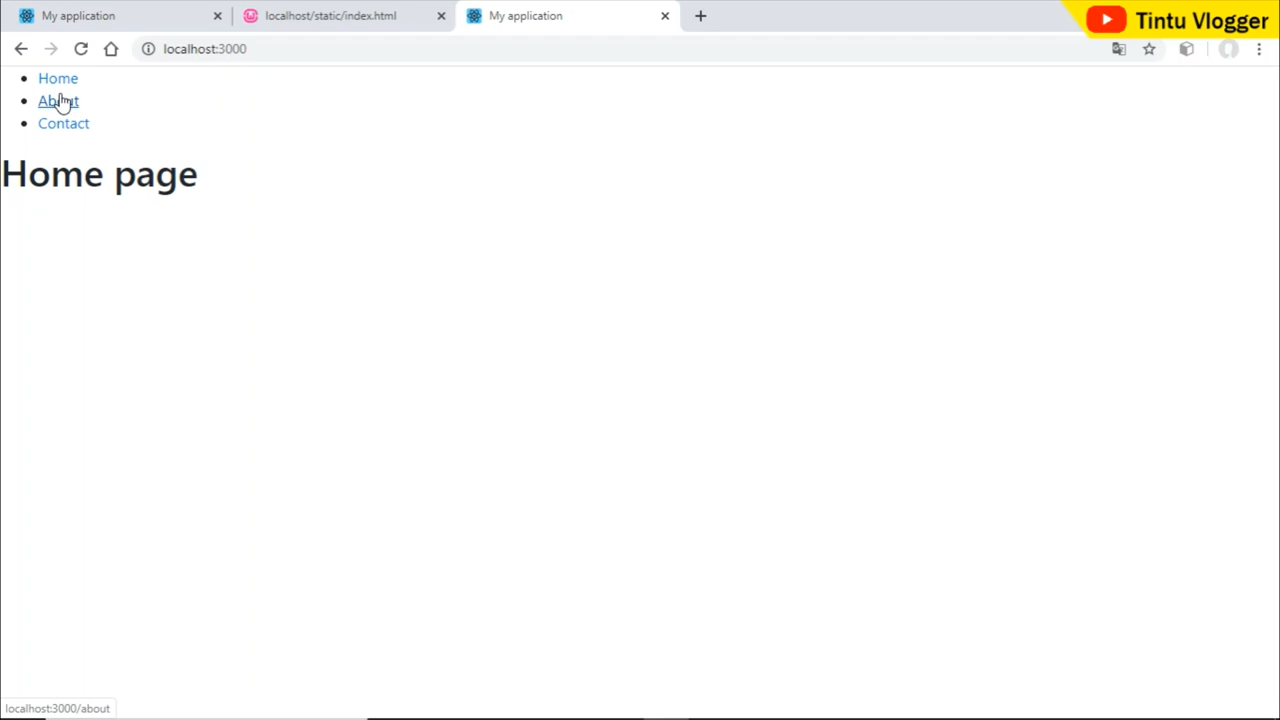 My application
localhost/static/index.html
My application
Tintu Vlogger
localhost:3000
Home
About
Contact
Home page
localhost:3000/about